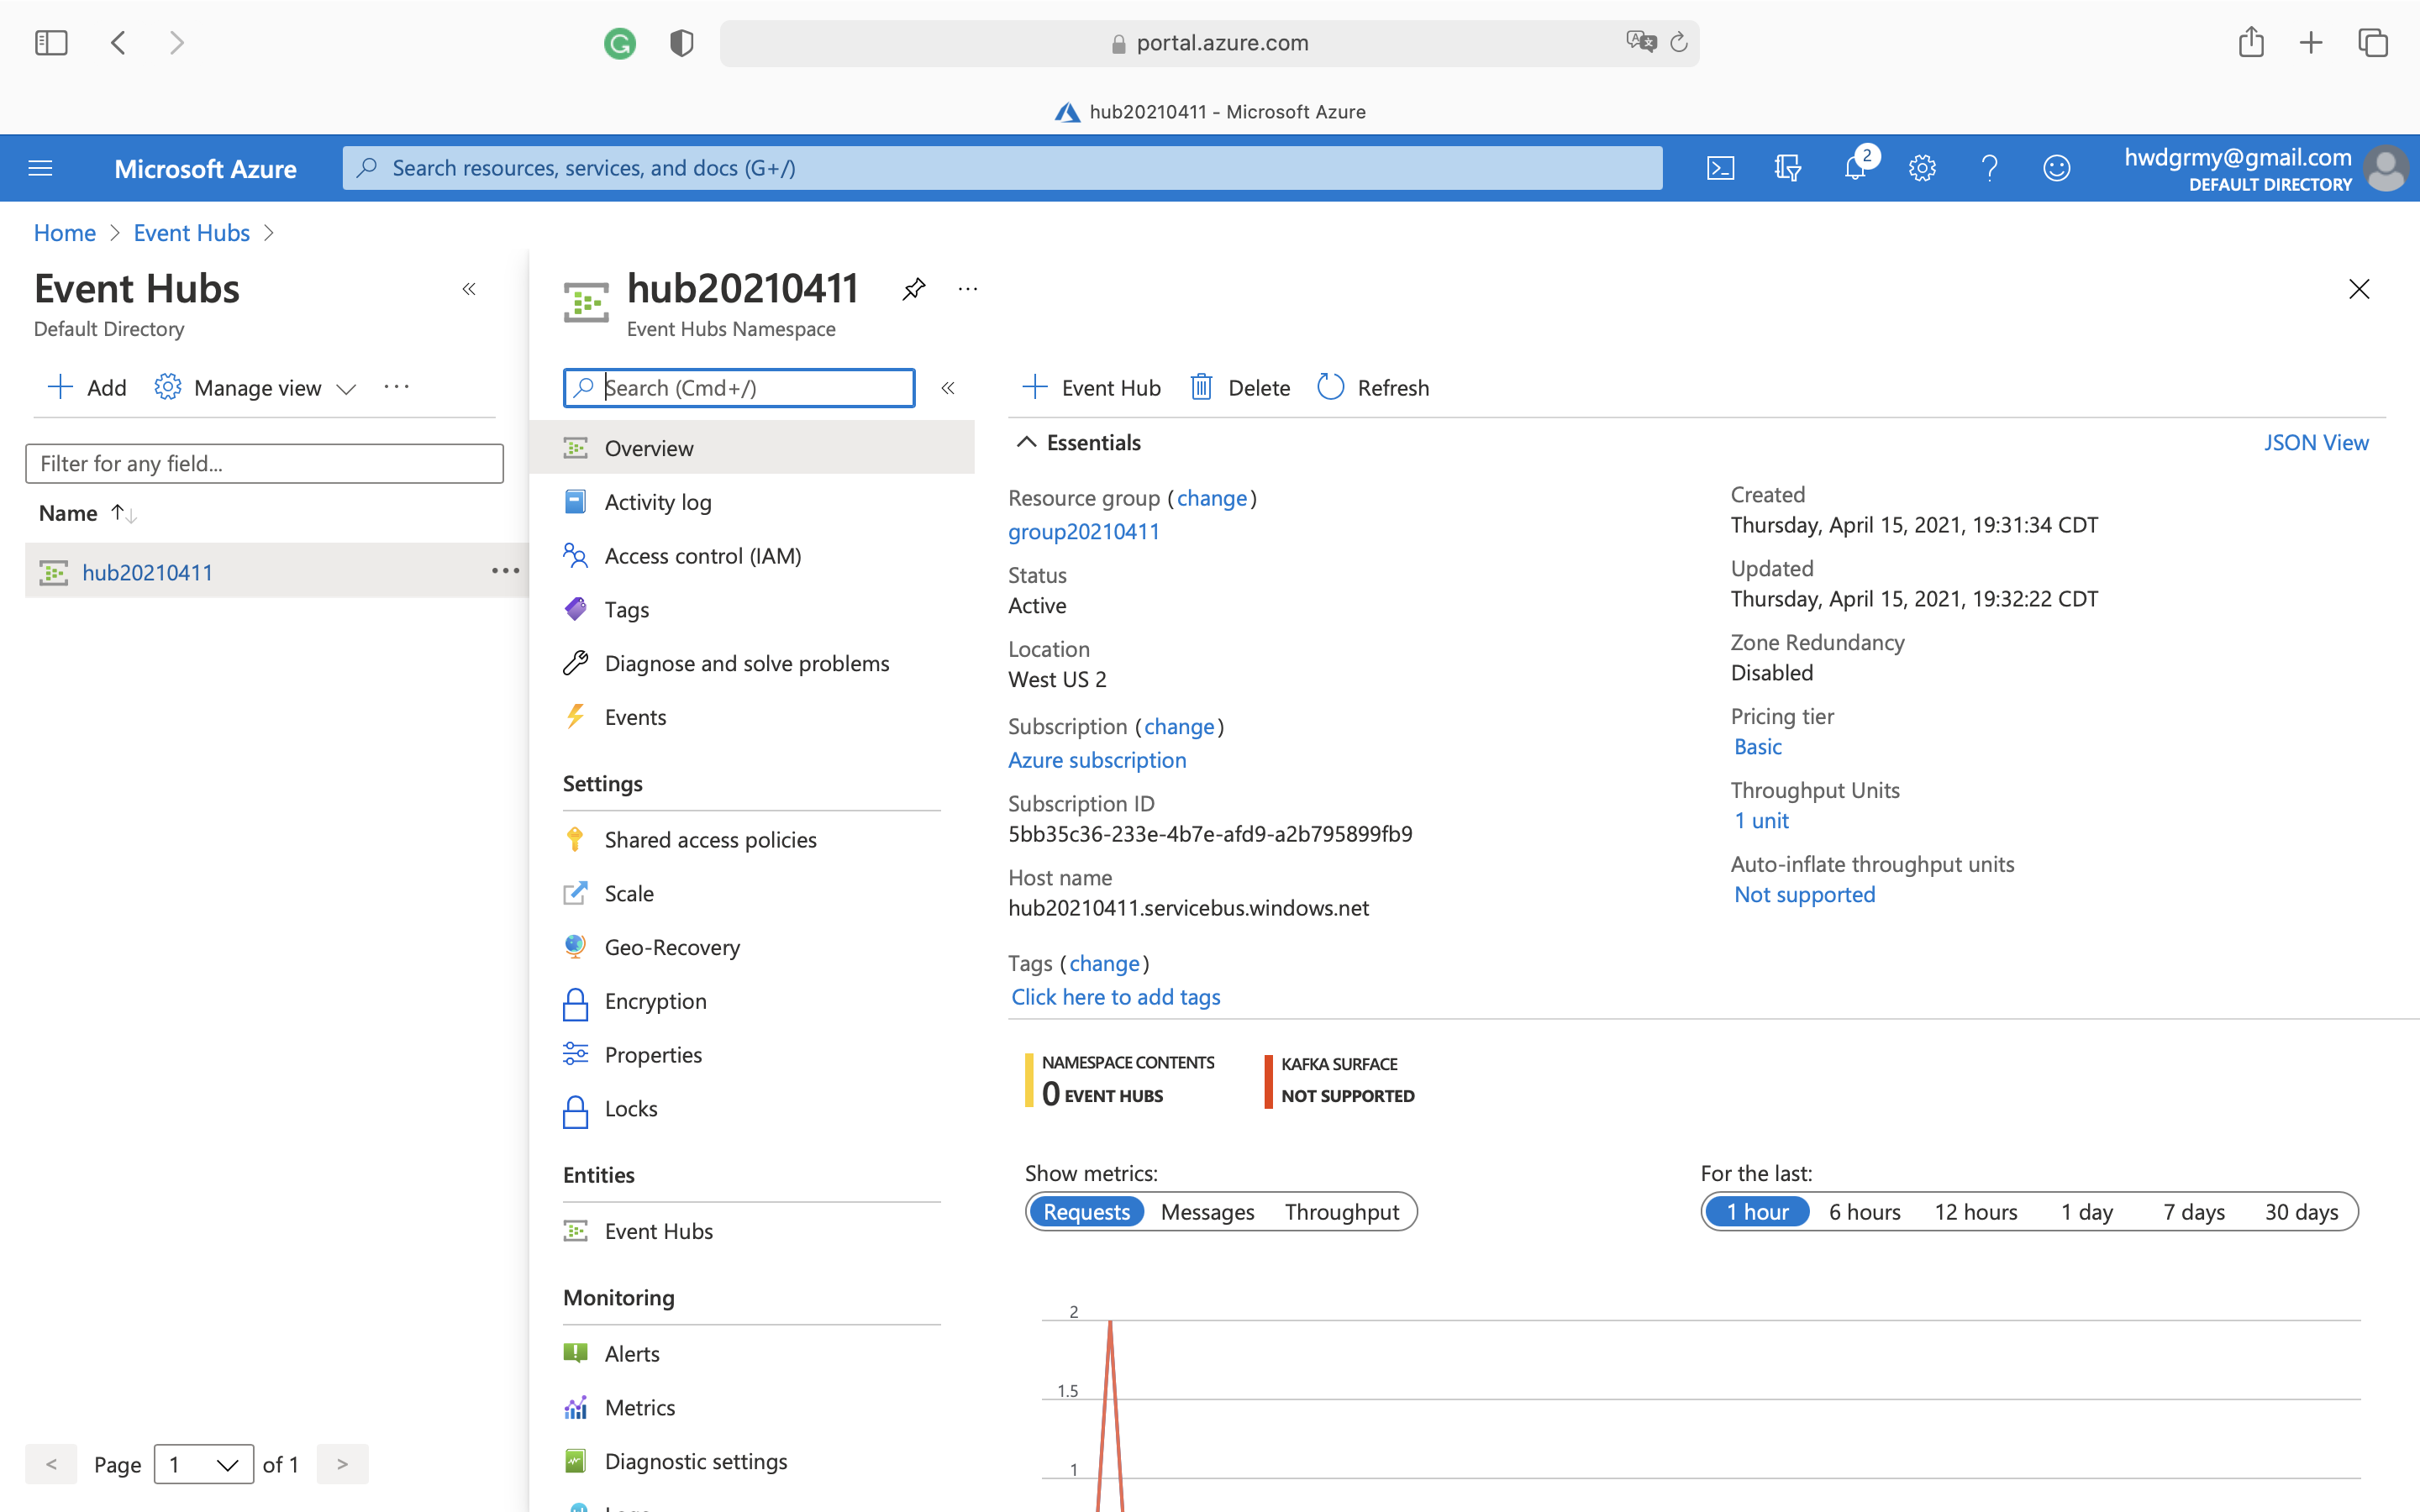 portal.azure.com
hub20210411 - Microsoft Azure
Microsoft Azure
Search resources, services, and docs (G+/)
2
hwdgrmy@gmail.com
DEFAULT DIRECTORY
Home > Event Hubs >
Event Hubs
Default Directory
Add
Manage view
Filter for any field...
Name
hub20210411
Page 1 of 1
hub20210411
Event Hubs Namespace
Search (Cmd+/)
Overview
Activity log
Access control (IAM)
Tags
Diagnose and solve problems
Events
Settings
Shared access policies
Scale
Geo-Recovery
Encryption
Properties
Locks
Entities
Event Hubs
Monitoring
Alerts
Metrics
Diagnostic settings
Event Hub
Delete
Refresh
Essentials
JSON View
Resource group (change)
group20210411
Status
Active
Location
West US 2
Subscription (change)
Azure subscription
Subscription ID
5bb35c36-233e-4b7e-afd9-a2b795899fb9
Host name
hub20210411.servicebus.windows.net
Tags (change)
Click here to add tags
Created
Thursday, April 15, 2021, 19:31:34 CDT
Updated
Thursday, April 15, 2021, 19:32:22 CDT
Zone Redundancy
Disabled
Pricing tier
Basic
Throughput Units
1 unit
Auto-inflate throughput units
Not supported
NAMESPACE CONTENTS
0 EVENT HUBS
KAFKA SURFACE
NOT SUPPORTED
Show metrics:
Requests Messages Throughput
For the last:
1 hour 6 hours 12 hours 1 day 7 days 30 days
2
1.5
1